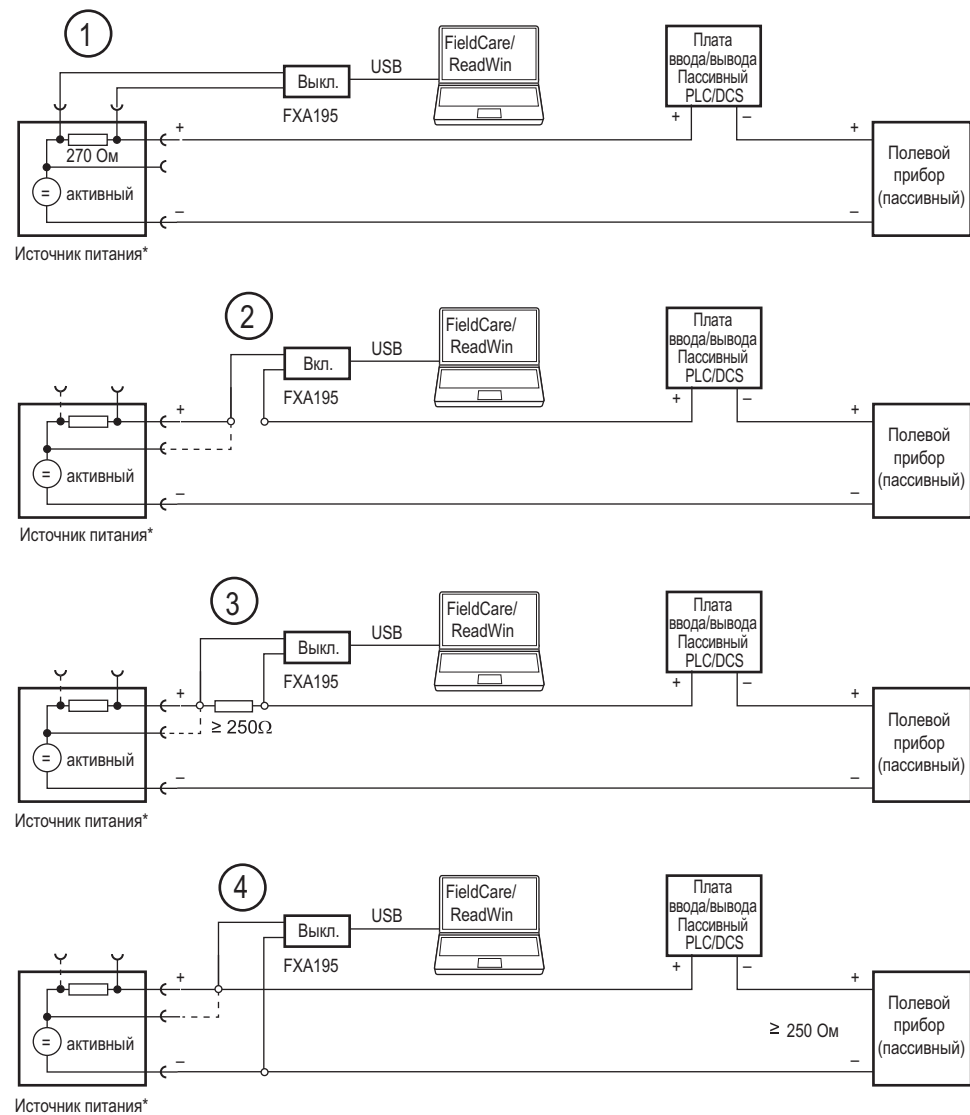 1
FieldCare/
ReadWin
USB
Выкл.
FXA195
Плата
ввода/вывода
Пассивный
PLC/DCS
+
–
+
270 Ом
+
= активный
–
–
Полевой
прибор
(пассивный)
Источник питания*
2
FieldCare/
ReadWin
USB
Вкл.
FXA195
Плата
ввода/вывода
Пассивный
PLC/DCS
+
–
+
+
= активный
–
–
Полевой
прибор
(пассивный)
Источник питания*
3
FieldCare/
ReadWin
USB
Выкл.
FXA195
Плата
ввода/вывода
Пассивный
PLC/DCS
+
–
+
+
≥ 250Ω
= активный
–
–
Полевой
прибор
(пассивный)
Источник питания*
4
FieldCare/
ReadWin
USB
Выкл.
FXA195
Плата
ввода/вывода
Пассивный
PLC/DCS
+
–
+
+
≥ 250 Ом
= активный
–
–
Полевой
прибор
(пассивный)
Источник питания*